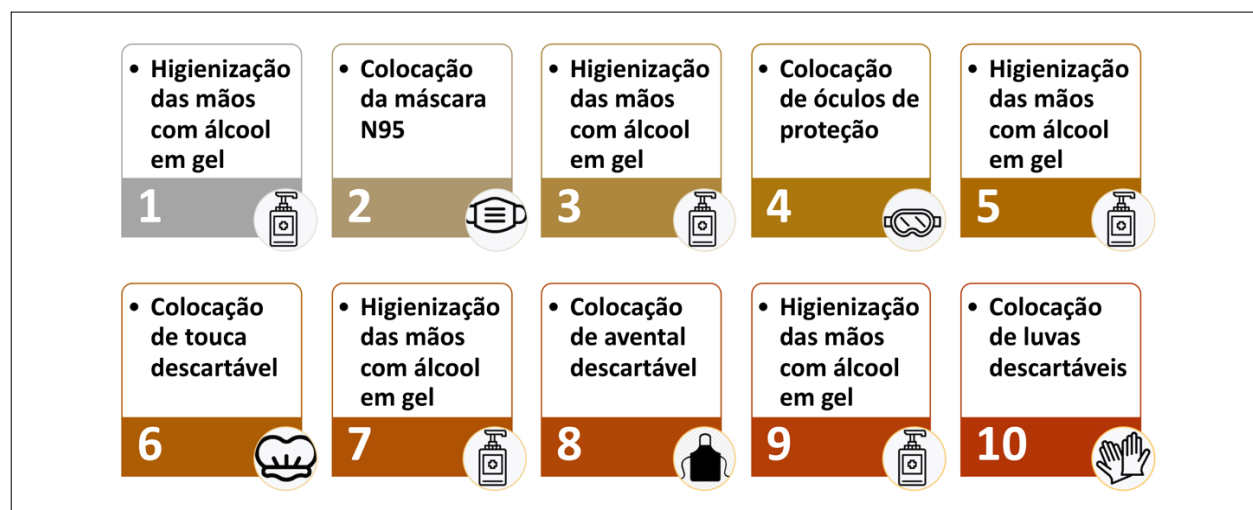 • Higienização
das mãos
com álcool
em gel
1
• Colocação
da máscara
N95
2
• Higienização
das mãos
com álcool
em gel
3
• Colocação
de óculos de
proteção
4
• Higienização
das mãos
com álcool
em gel
5
• Colocação
de touca
descartável
6
• Higienização
das mãos
com álcool
em gel
7
• Colocação
de avental
descartável
8
• Higienização
das mãos
com álcool
em gel
9
• Colocação
de luvas
descartáveis
10